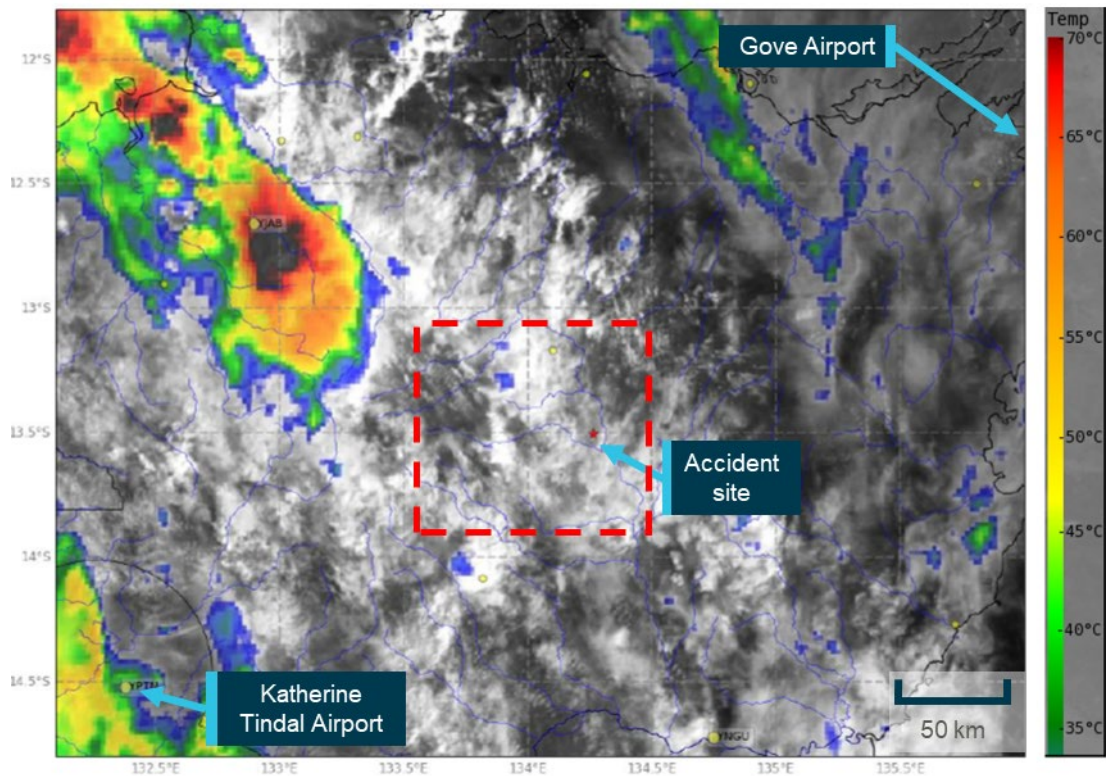 Temp
70°C
65°C
60°C
55°C
50°C
45°C
40°C
35°C
Gove Airport
12°S
12.5°S
YJAB
13°S
13.5°S
Accident
site
14°S
14.5°S
YPTN
Katherine
Tindal Airport
YNGU
50 km
132.5°E
133°E
133.5°E
134°E
134.5°E
135°E
135.5°E